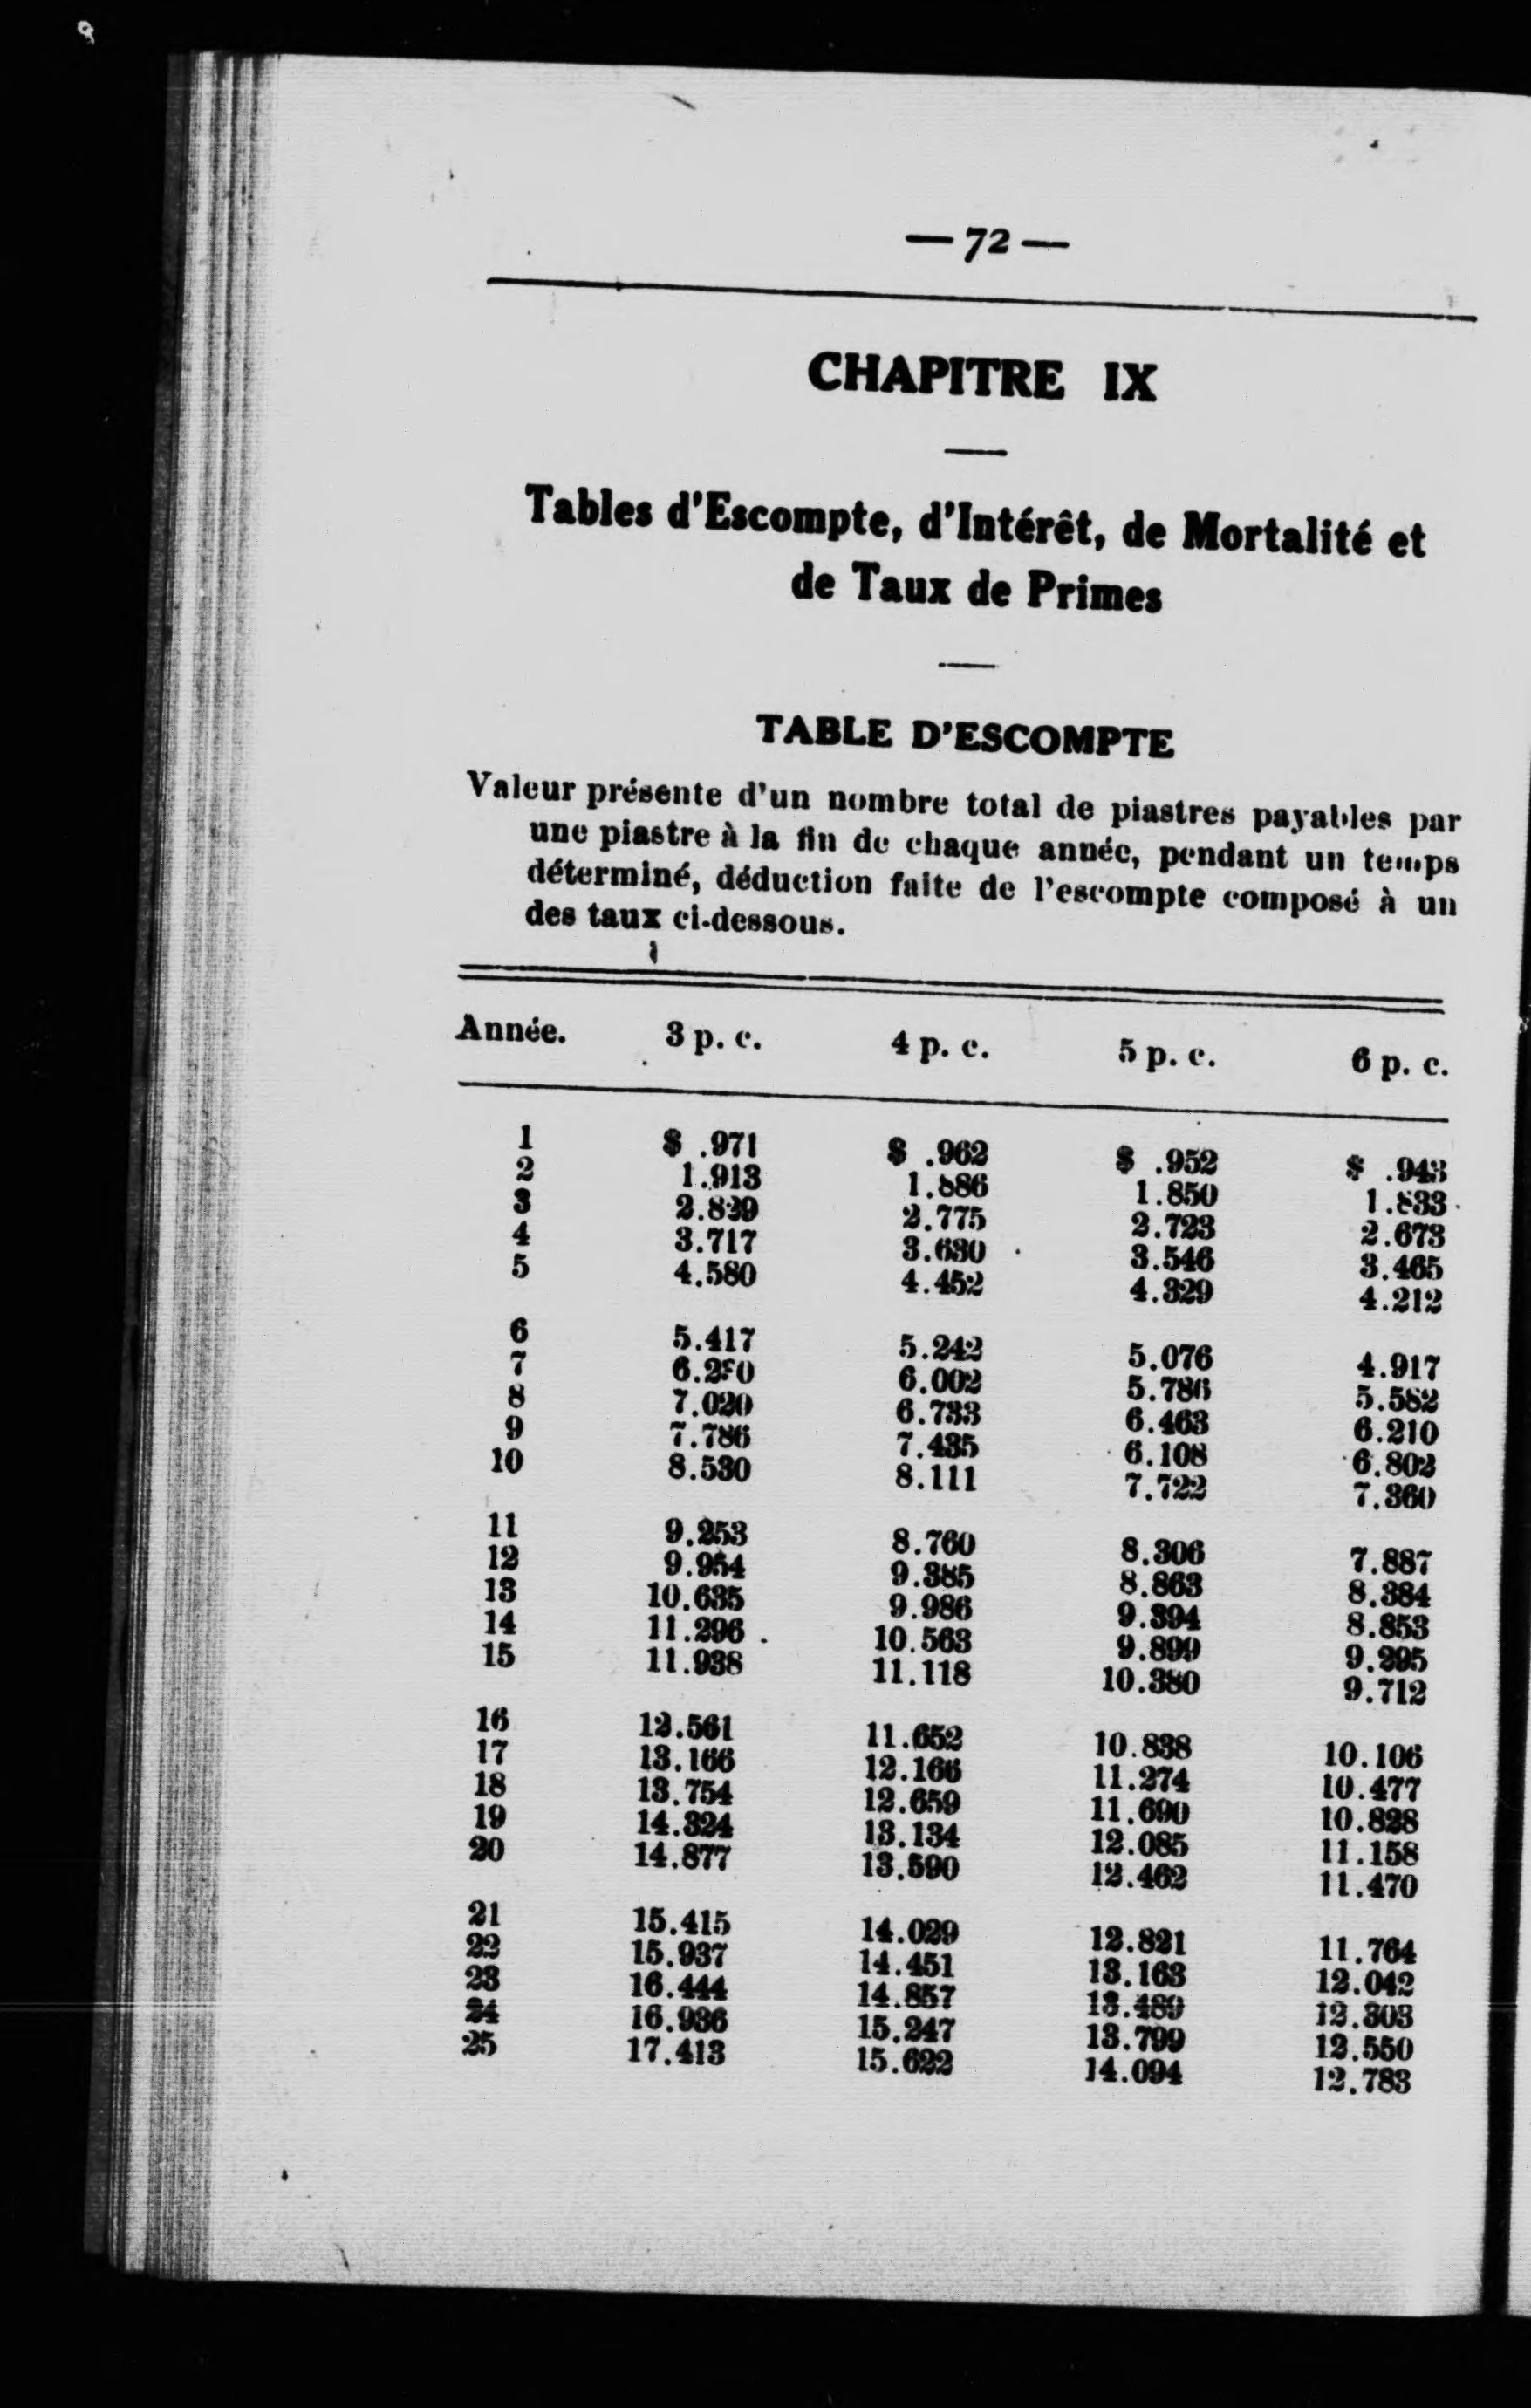 — 72 —
CHAPITRE IX
Tables d'Escompte, d'Intérêt, de Mortalité et
de Taux de Primes
TABLE D'ESCOMPTE
Valeur présente d'un nombre total de piastres payables par
une piastre à la fin de chaque année, pendant un temps
déterminé, déduction faite de l'escompte composé à un
des taux ci-dessous.
Année. 3 p. c. 4 p. c. 5 p. c. 6 p. c.
1 $ .971 $ .962 $ .952 $ .943
2 1.913 1.886 1.850 1.833
3 2.829 2.775 2.723 2.673
4 3.717 3.630 3.546 3.465
5 4.580 4.452 4.329 4.212
6 5.417 5.242 5.076 4.917
7 6.002 5.786 5.582
8 7.020 6.733 6.463 6.210
9 7.786 7.435 6.108 6.802
10 8.530 8.111 7.722 7.360
11 9.253 8.760 8.306 7.887
12 9.954 9.385 8.863 8.384
13 10.635 9.986 9.394 8.853
14 11.296 10.563 9.899 9.295
15 11.938 11.118 10.380 9.712
16 12.561 11.652 10.838 10.106
17 13.166 12.166 11.274 10.477
18 13.754 12.659 11.690 10.828
19 14.324 13.134 12.085 11.158
20 14.877 13.590 12.462 11.470
21 15.415 14.029 12.821 11.764
22 15.937 14.451 13.163 12.042
23 16.444 14.857 13.489 12.303
24 16.936 15.247 13.799 12.550
25 17.413 15.622 14.094 12.783